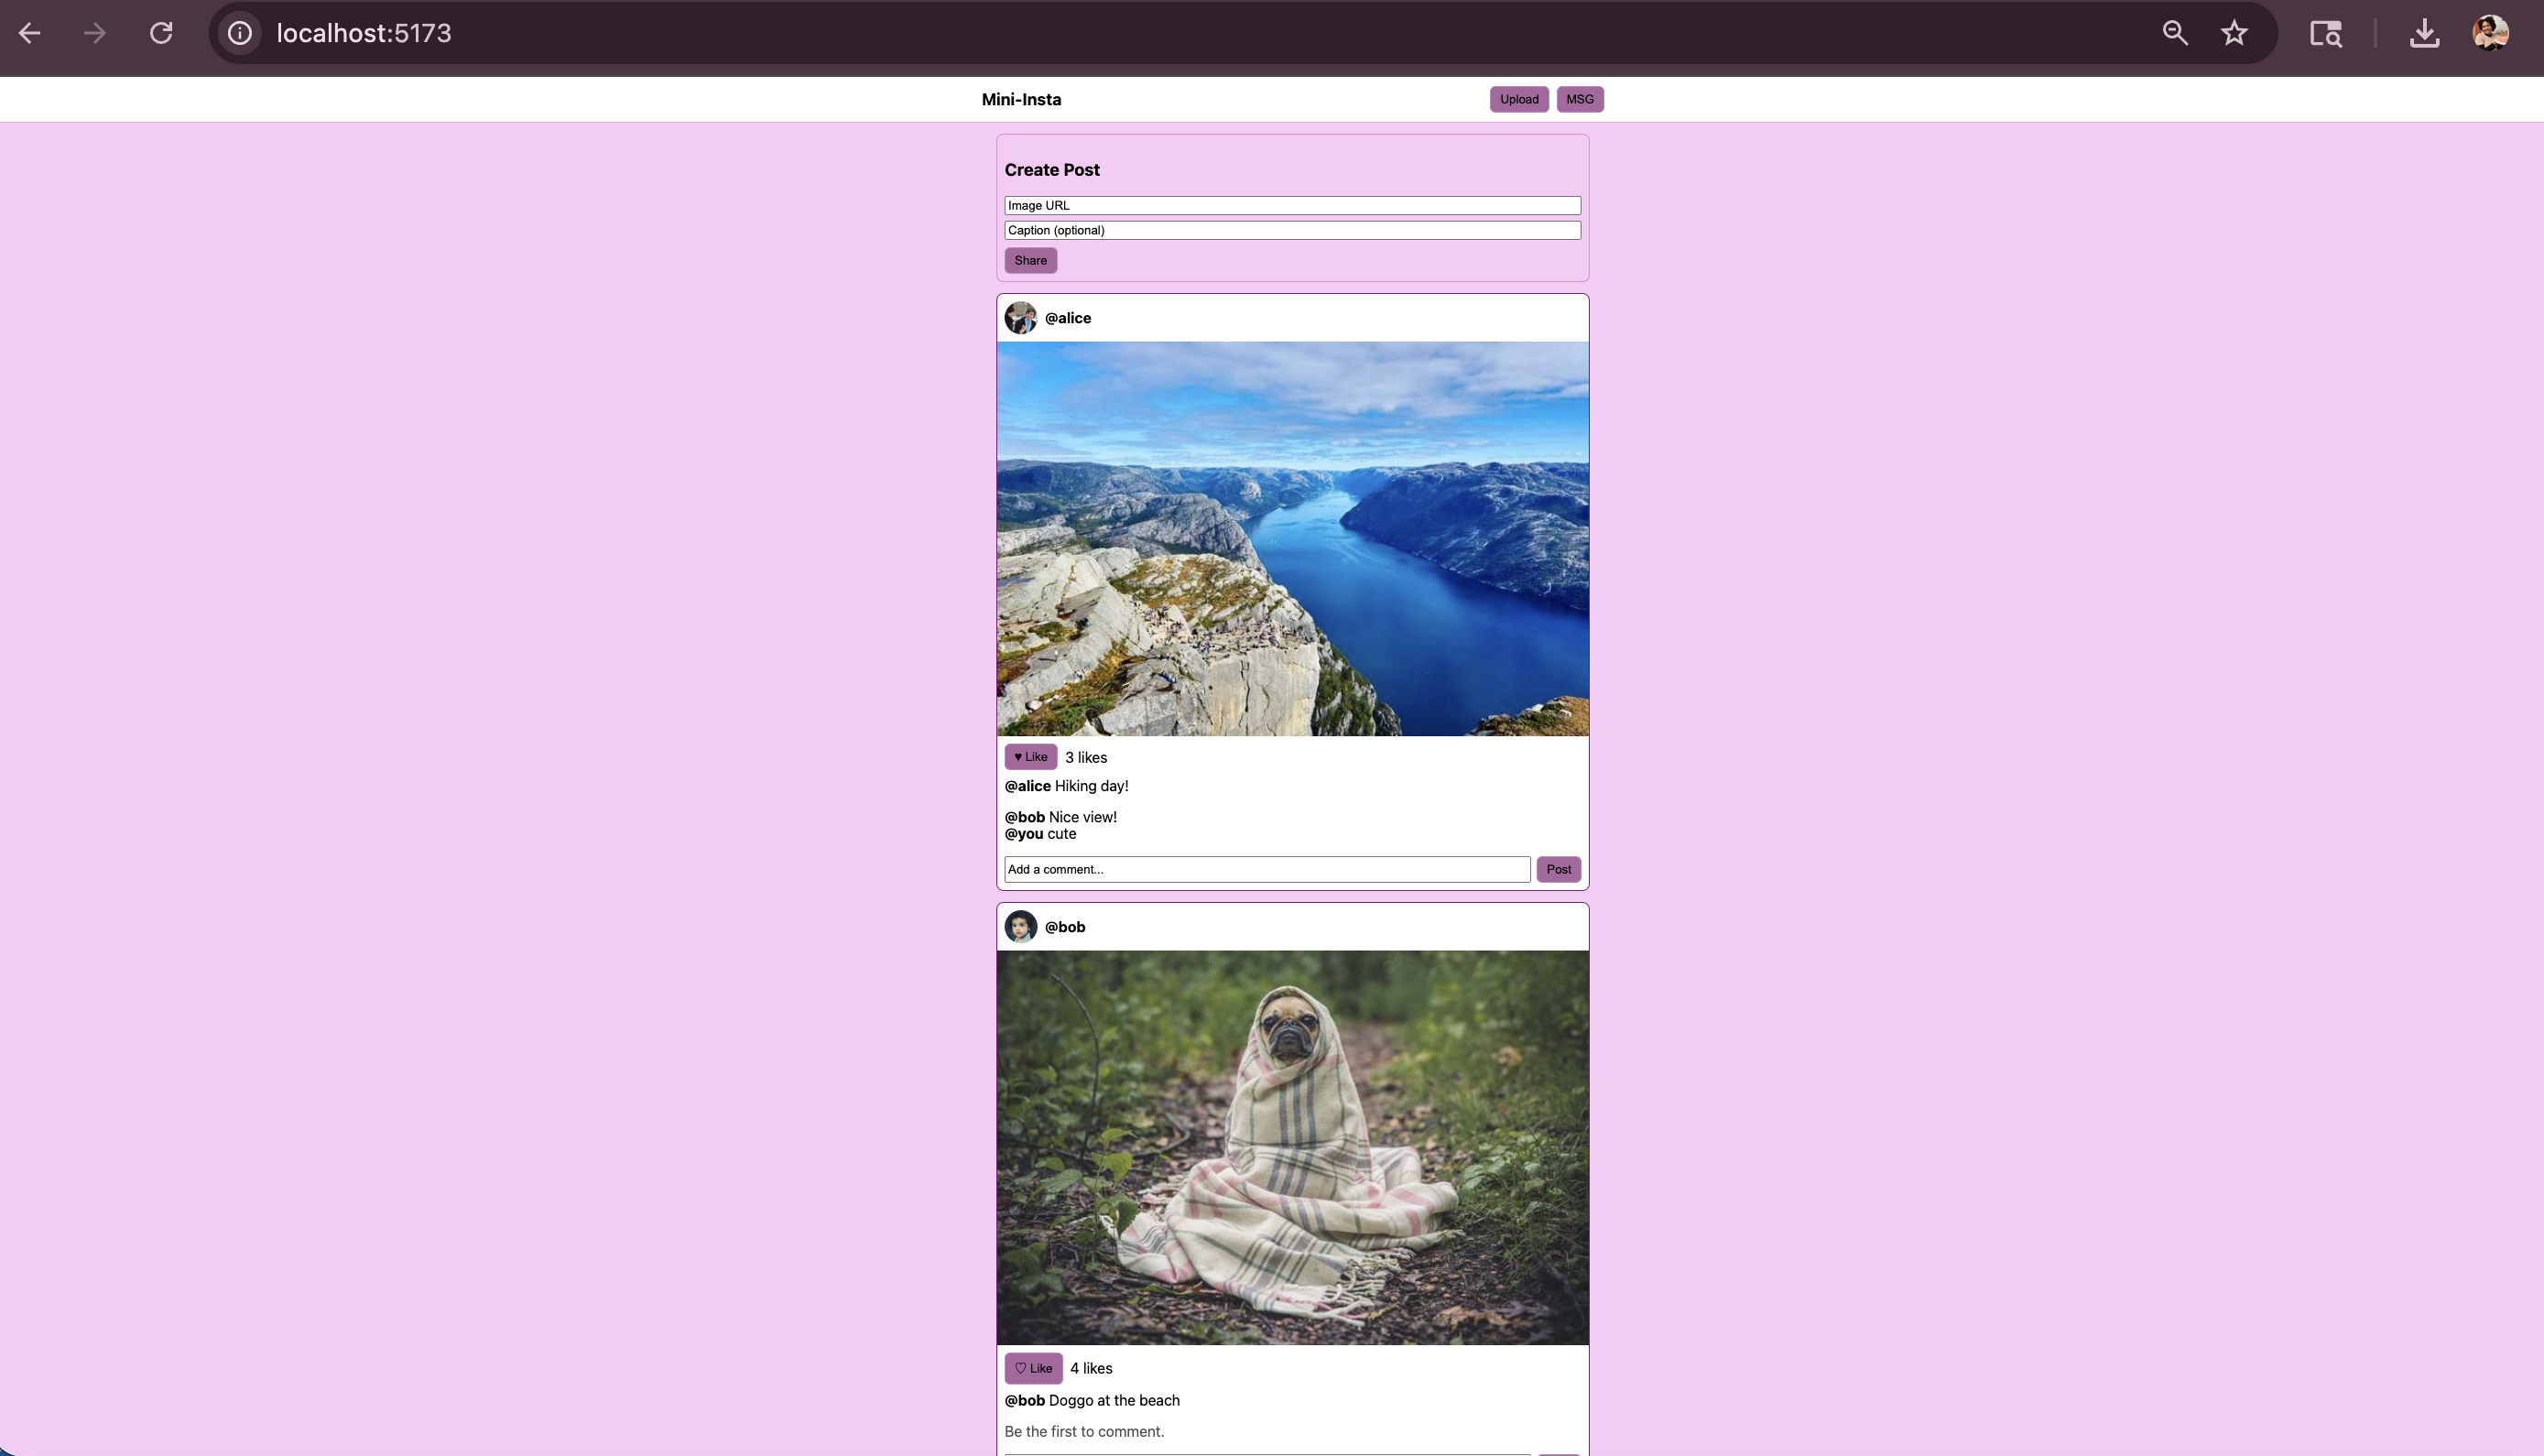 localhost:5173
Mini-Insta
Upload
MSG
Create Post
Image URL
Caption (optional)
Share
@alice
♥ Like 3 likes
@alice Hiking day!
@bob Nice view!
@you cute
Add a comment...
Post
@bob
♡ Like 4 likes
@bob Doggo at the beach
Be the first to comment.